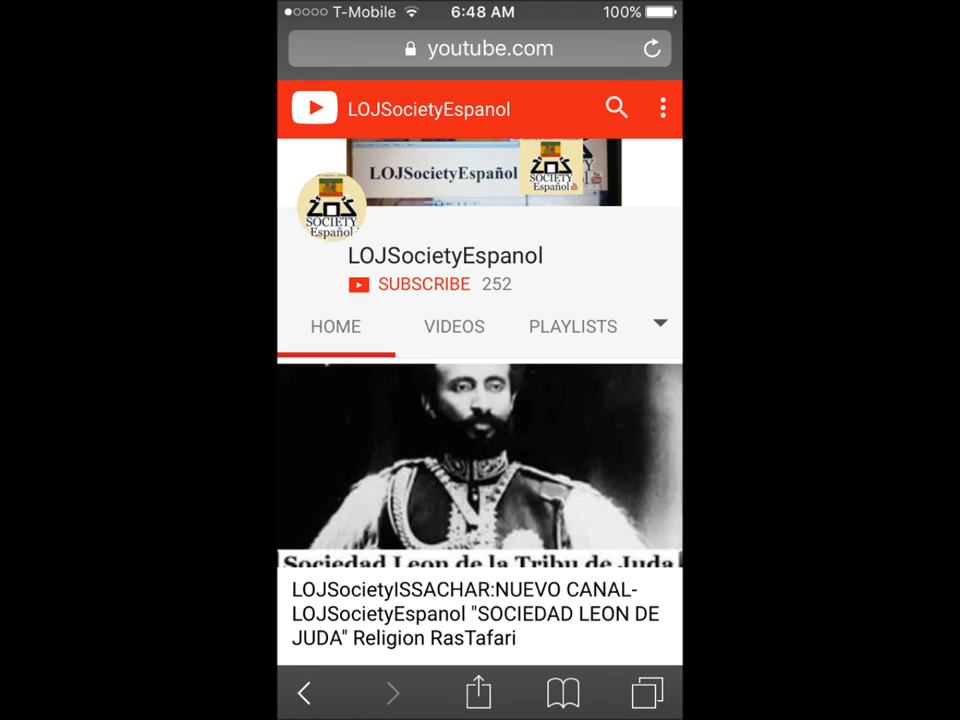 T-Mobile 6:48 AM 100%
youtube.com
LOJSocietyEspanol
LOJSocietyEspañol
SOCIETY
Español
SOCIETY
Español
LOJSocietyEspanol
SUBSCRIBE 252
HOME VIDEOS PLAYLISTS
Sociedad Leon de la Tribu de Juda
LOJSocietyISSACHAR:NUEVO CANAL-
LOJSocietyEspanol "SOCIEDAD LEON DE
JUDA" Religion RasTafari